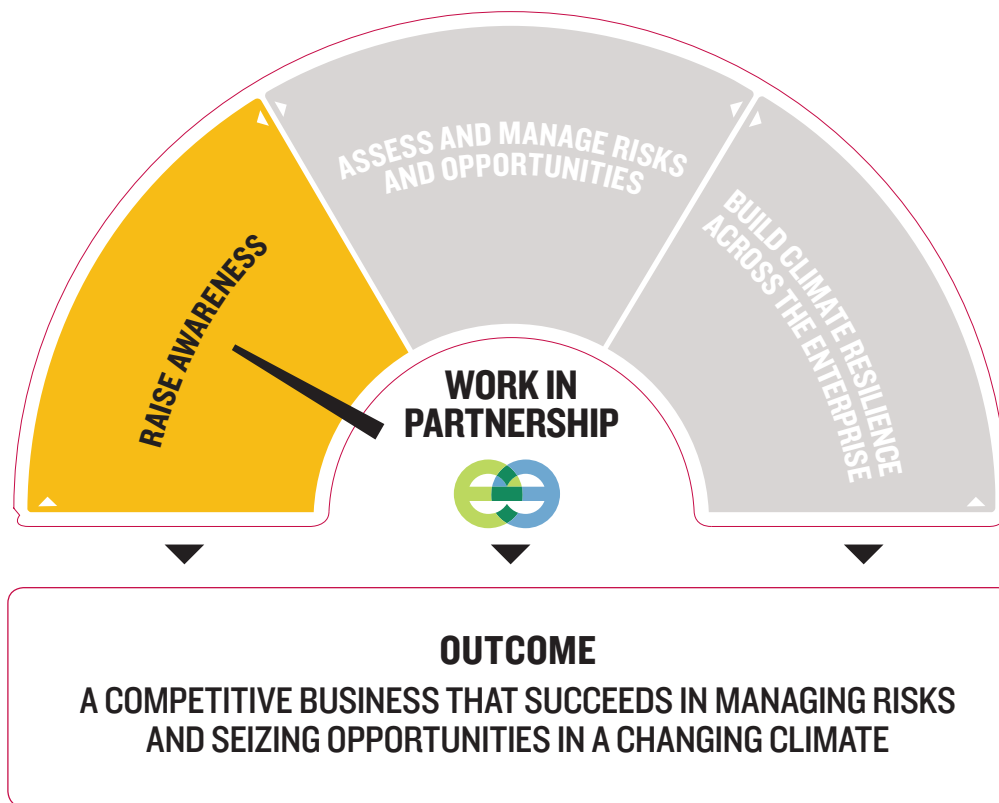 RAISE AWARENESS
ASSESS AND MANAGE RISKS
AND OPPORTUNITIES
BUILD CLIMATE RESILIENCE
ACROSS THE ENTERPRISE
WORK IN
PARTNERSHIP
OUTCOME
A COMPETITIVE BUSINESS THAT SUCCEEDS IN MANAGING RISKS
AND SEIZING OPPORTUNITIES IN A CHANGING CLIMATE